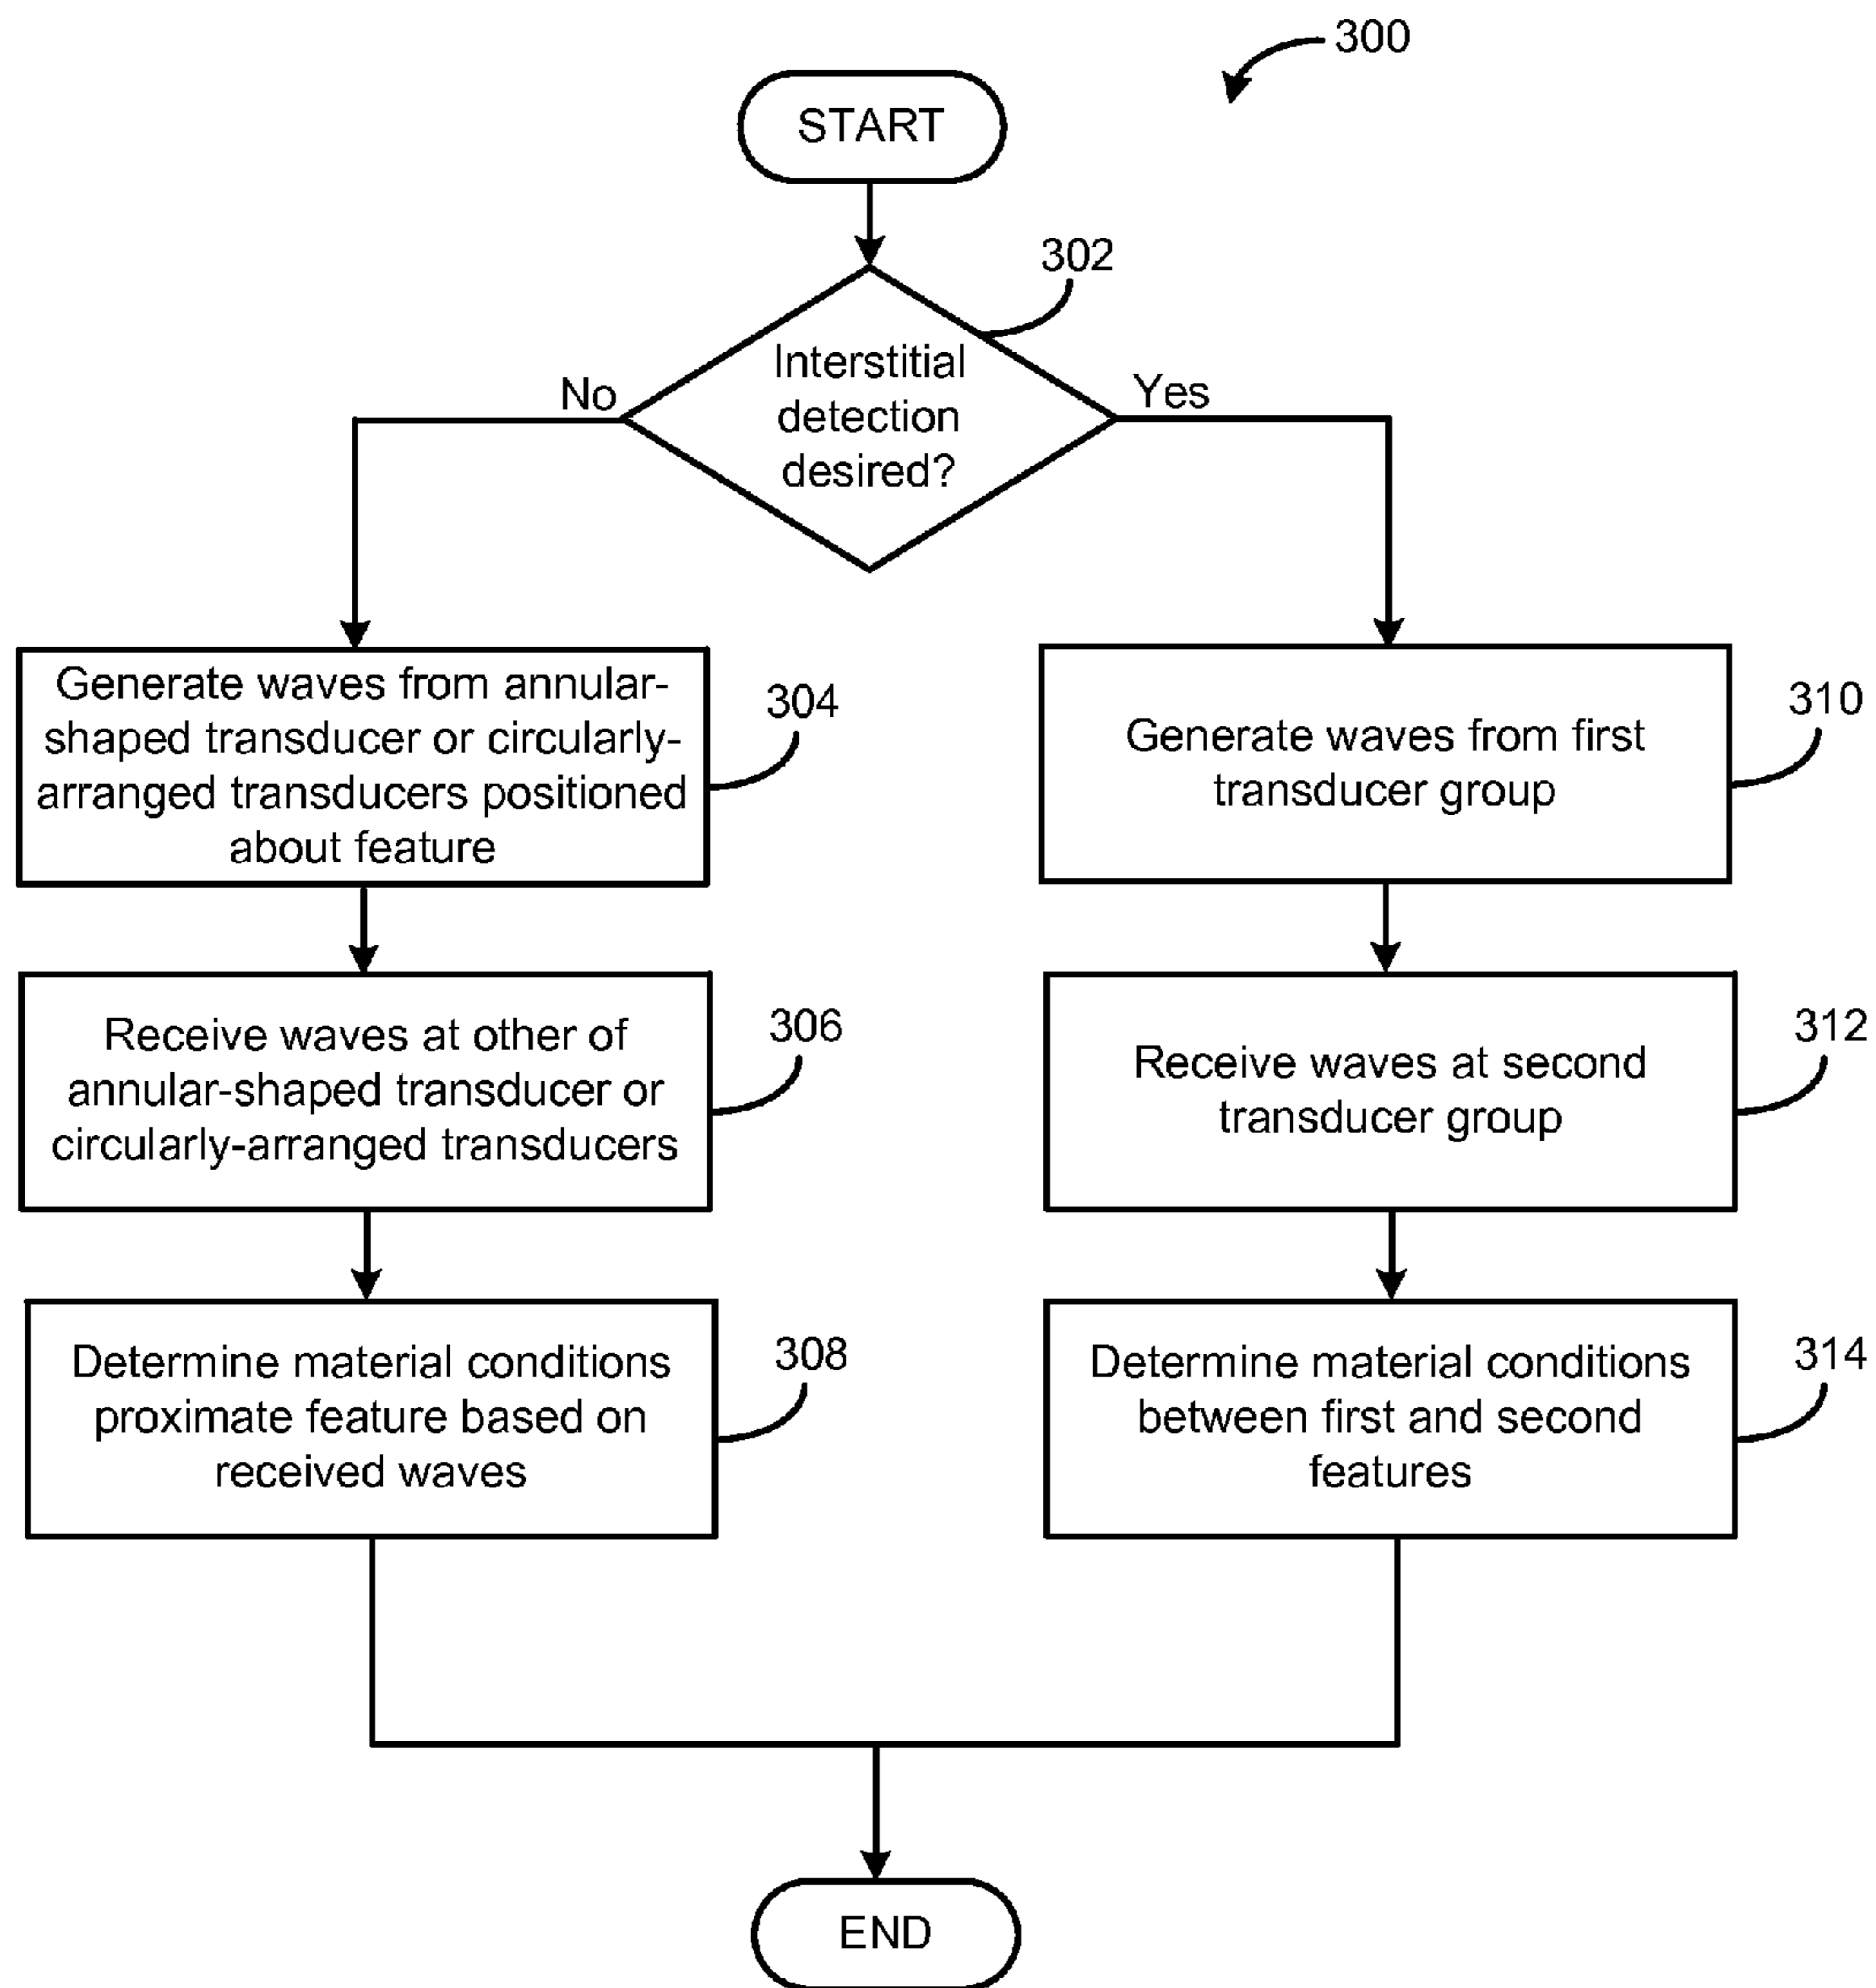 300
START
302
Interstitial
detection
desired?
No
Yes
Generate waves from annular-
shaped transducer or circularly-
arranged transducers positioned
about feature
304
Receive waves at other of
annular-shaped transducer or
circularly-arranged transducers
306
Determine material conditions
proximate feature based on
received waves
308
Generate waves from first
transducer group
310
Receive waves at second
transducer group
312
Determine material conditions
between first and second
features
314
END